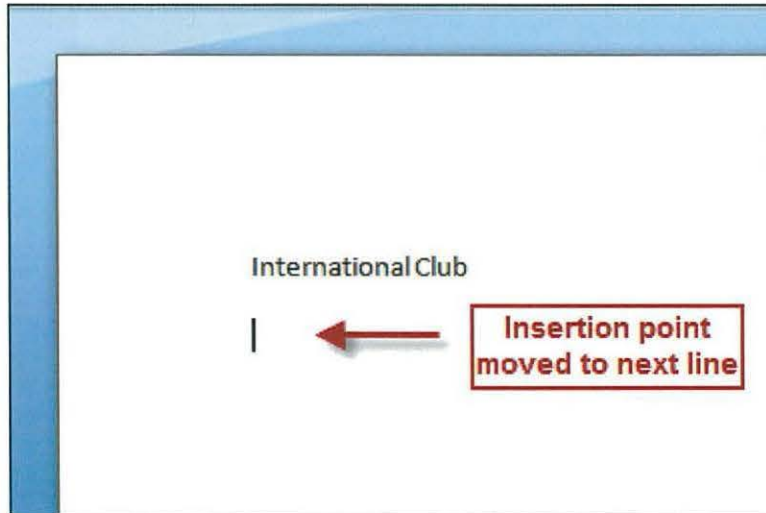 International Club
Insertion point
moved to next line